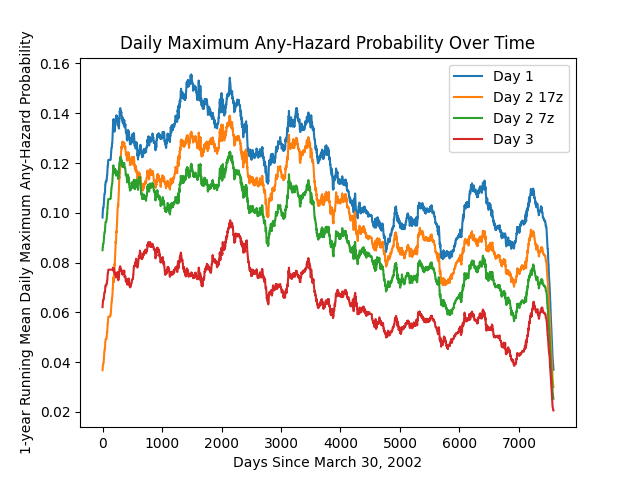 Daily Maximum Any-Hazard Probability Over Time
1-year Running Mean Daily Maximum Any-Hazard Probability
0.16
0.14
0.12
0.10
0.08
0.06
0.04
0.02
Day 1
Day 2 17z
Day 2 7z
Day 3
0 1000 2000 3000 4000 5000 6000 7000
Days Since March 30, 2002